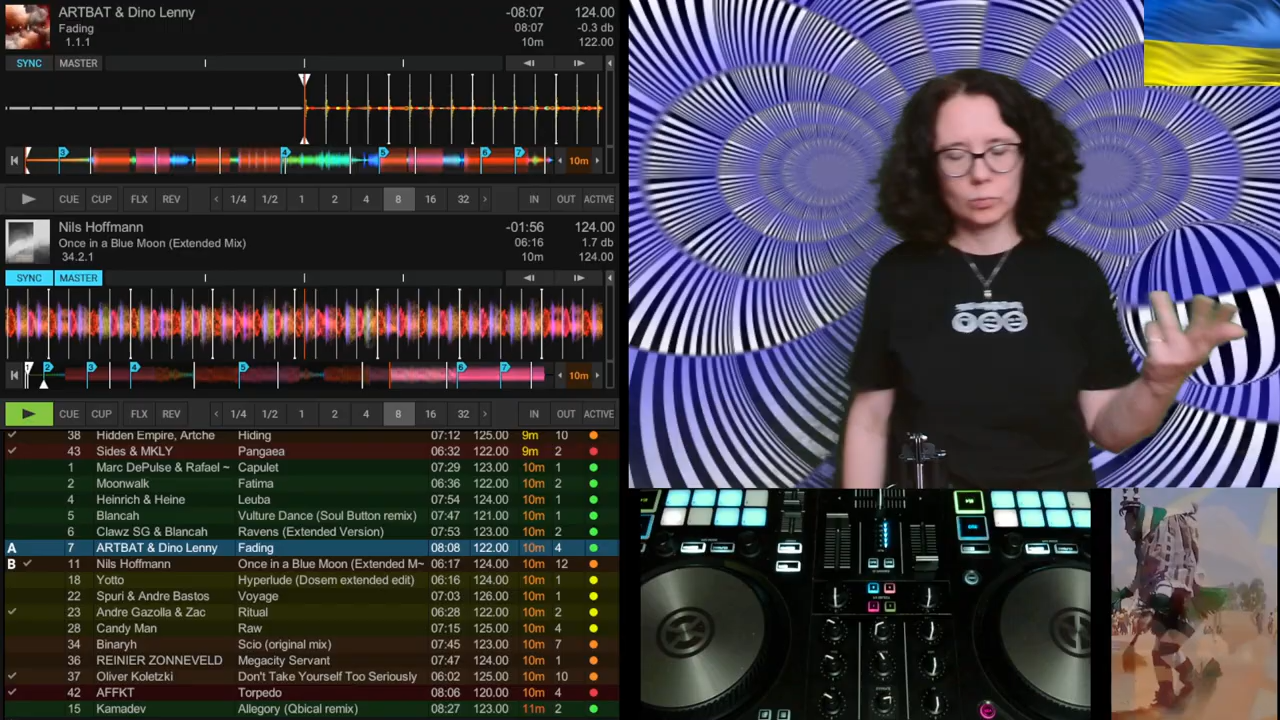 ARTBAT & Dino Lenny -08:07 124.00
Fading 08:07 -0.3 db
1.1.1 10m 122.00
SYNC MASTER
3 4 5 6 7 10m
CUE CUP FLX REV 1/4 1/2 1 2 4 8 16 32 IN OUT ACTIVE
Nils Hoffmann -01:56 124.00
Once in a Blue Moon (Extended Mix) 06:16 1.7 db
34.2.1 10m 124.00
SYNC MASTER
2 3 4 5 6 7 10m
CUE CUP FLX REV 1/4 1/2 1 2 4 8 16 32 IN OUT ACTIVE
38 Hidden Empire, Artche Hiding 07:12 125.00 9m 10
43 Sides & MKLY Pangaea 06:32 122.00 9m 2
1 Marc DePulse & Rafael ~ Capulet 07:29 123.00 10m 1
2 Moonwalk Fatima 06:36 122.00 10m 2
4 Heinrich & Heine Leuba 07:54 123.00 10m 1
5 Blancah Vulture Dance (Soul Button remix) 07:47 121.00 10m 1
6 Clawz SG & Blancah Ravens (Extended Version) 07:53 123.00 10m 2
A 7 ARTBAT & Dino Lenny Fading 08:08 122.00 10m 4
B 11 Nils Hoffmann Once in a Blue Moon (Extended M~ 06:17 124.00 10m 12
18 Yotto Hyperlude (Dosem extended edit) 06:16 124.00 10m 1
22 Spuri & Andre Bastos Voyage 07:03 126.00 10m 1
23 Andre Gazolla & Zac Ritual 06:28 122.00 10m 2
28 Candy Man Raw 07:15 125.00 10m 4
34 Binaryh Scio (original mix) 07:45 123.00 10m 7
36 REINIER ZONNEVELD Megacity Servant 07:47 124.00 10m 1
37 Oliver Koletzki Don't Take Yourself Too Seriously 06:02 125.00 10m 10
42 AFFKT Torpedo 08:06 120.00 10m 4
15 Kamadev Allegory (Qbical remix) 08:27 123.00 11m 2